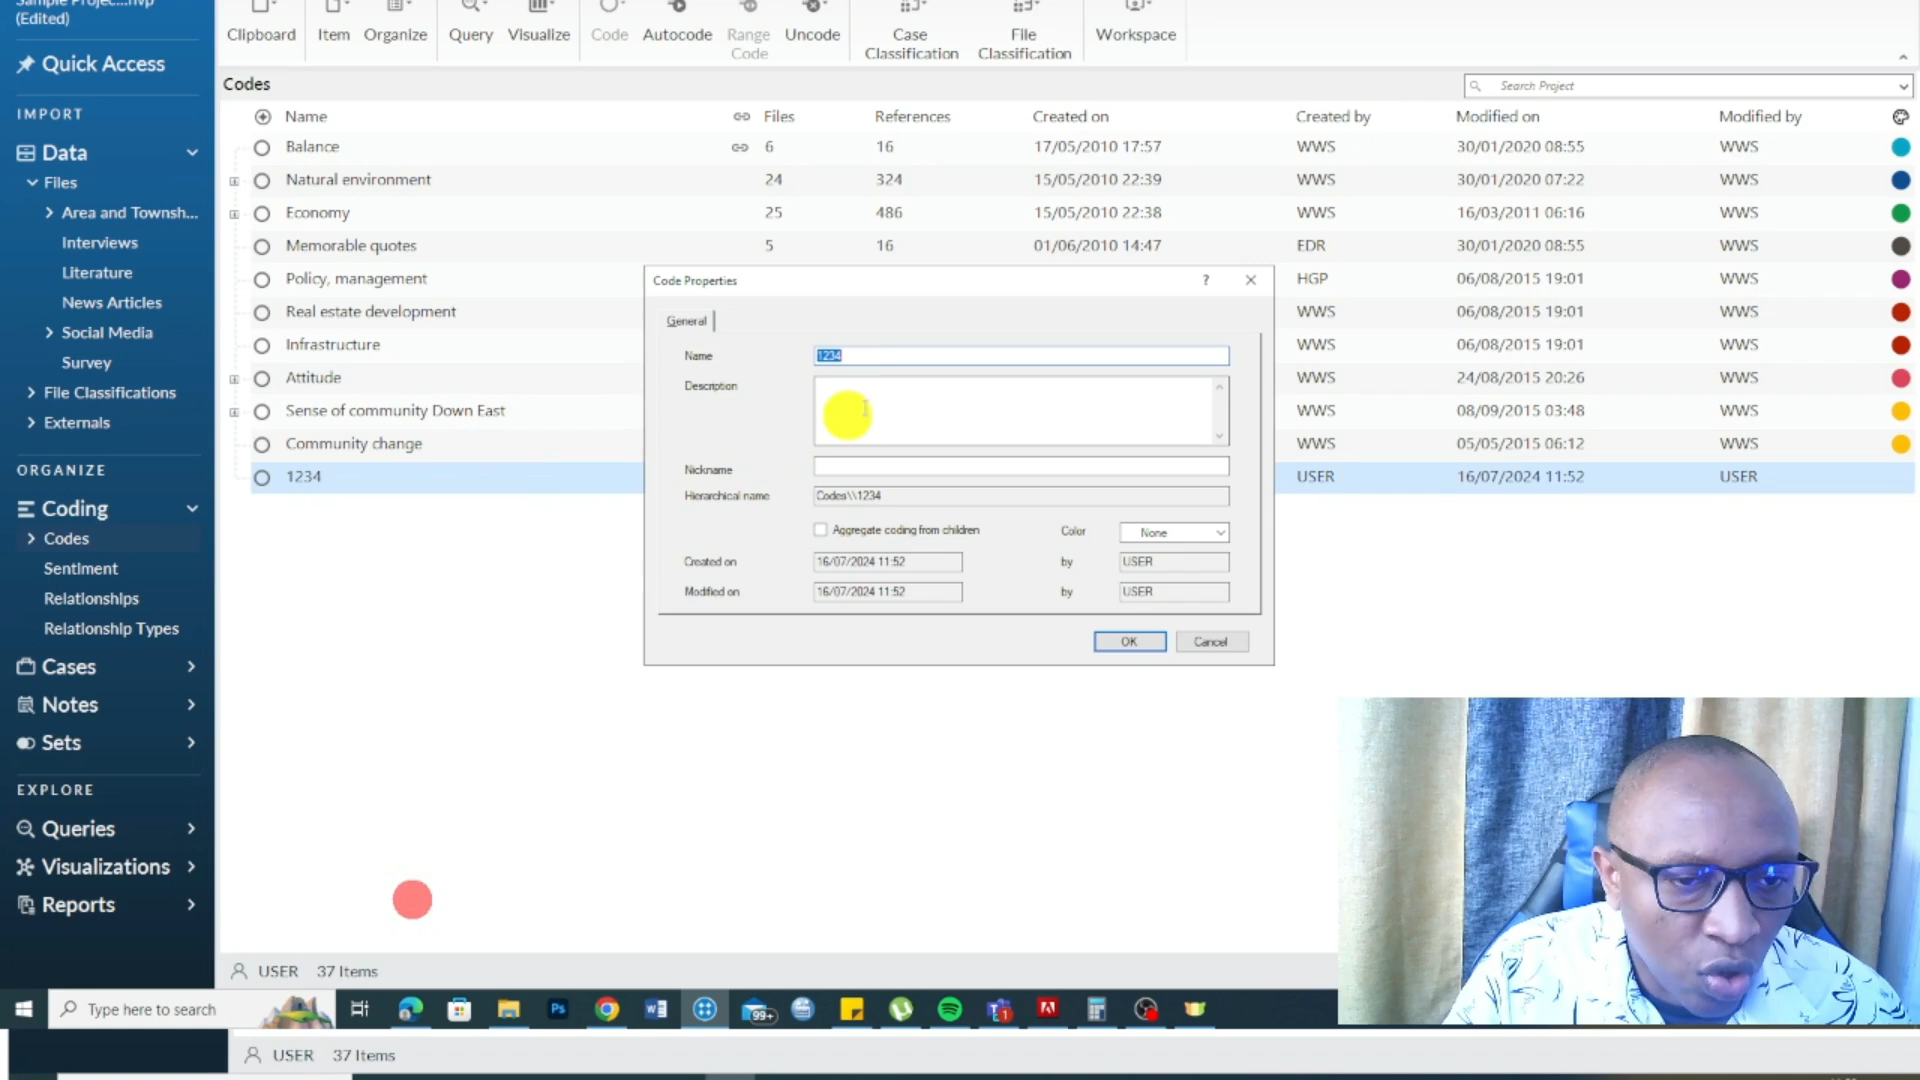 Sample Projec...nvp
(Edited)
Quick Access
IMPORT
Data
Files
Area and Townsh...
Interviews
Literature
News Articles
Social Media
Survey
File Classifications
Externals
ORGANIZE
Coding
Codes
Sentiment
Relationships
Relationship Types
Cases
Notes
Sets
EXPLORE
Queries
Visualizations
Reports
Clipboard Item Organize Query Visualize Code Autocode Range Code Uncode Case Classification File Classification Workspace
Codes
Search Project
Name Files References Created on Created by Modified on Modified by
Balance 6 16 17/05/2010 17:57 WWS 30/01/2020 08:55 WWS
Natural environment 24 324 15/05/2010 22:39 WWS 30/01/2020 07:22 WWS
Economy 25 486 15/05/2010 22:38 WWS 16/03/2011 06:16 WWS
Memorable quotes 5 16 01/06/2010 14:47 EDR 30/01/2020 08:55 WWS
Policy, management HGP 06/08/2015 19:01 WWS
Real estate development WWS 06/08/2015 19:01 WWS
Infrastructure WWS 06/08/2015 19:01 WWS
Attitude WWS 24/08/2015 20:26 WWS
Sense of community Down East WWS 08/09/2015 03:48 WWS
Community change WWS 05/05/2015 06:12 WWS
1234 USER 16/07/2024 11:52 USER
Code Properties ?
General
Name 1234
Description
Nickname
Hierarchical name Codes\\1234
Aggregate coding from children Color None
Created on 16/07/2024 11:52 by USER
Modified on 16/07/2024 11:52 by USER
OK Cancel
USER 37 Items
Type here to search
Ps
99+
1
USER 37 Items